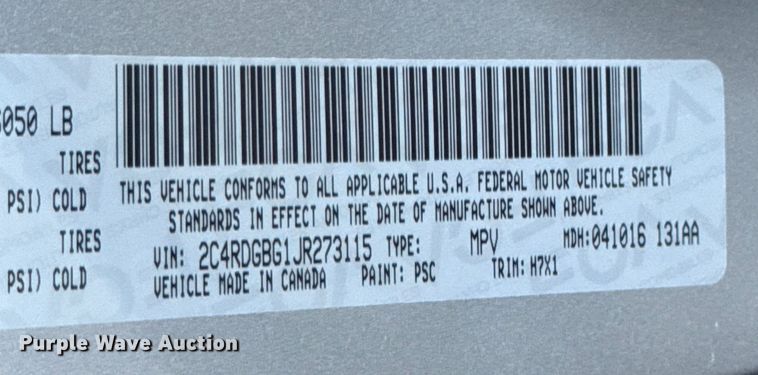 6050 LB
TIRES
PSI) COLD
TIRES
PSI) COLD
THIS VEHICLE CONFORMS TO ALL APPLICABLE U.S.A. FEDERAL MOTOR VEHICLE SAFETY
STANDARDS IN EFFECT ON THE DATE OF MANUFACTURE SHOWN ABOVE.
VIN: 2C4RDGBG1JR273115 TYPE: MPV MDH:041016 131AA
VEHICLE MADE IN CANADA PAINT: PSC TRIM: H7X1
Purple Wave Auction